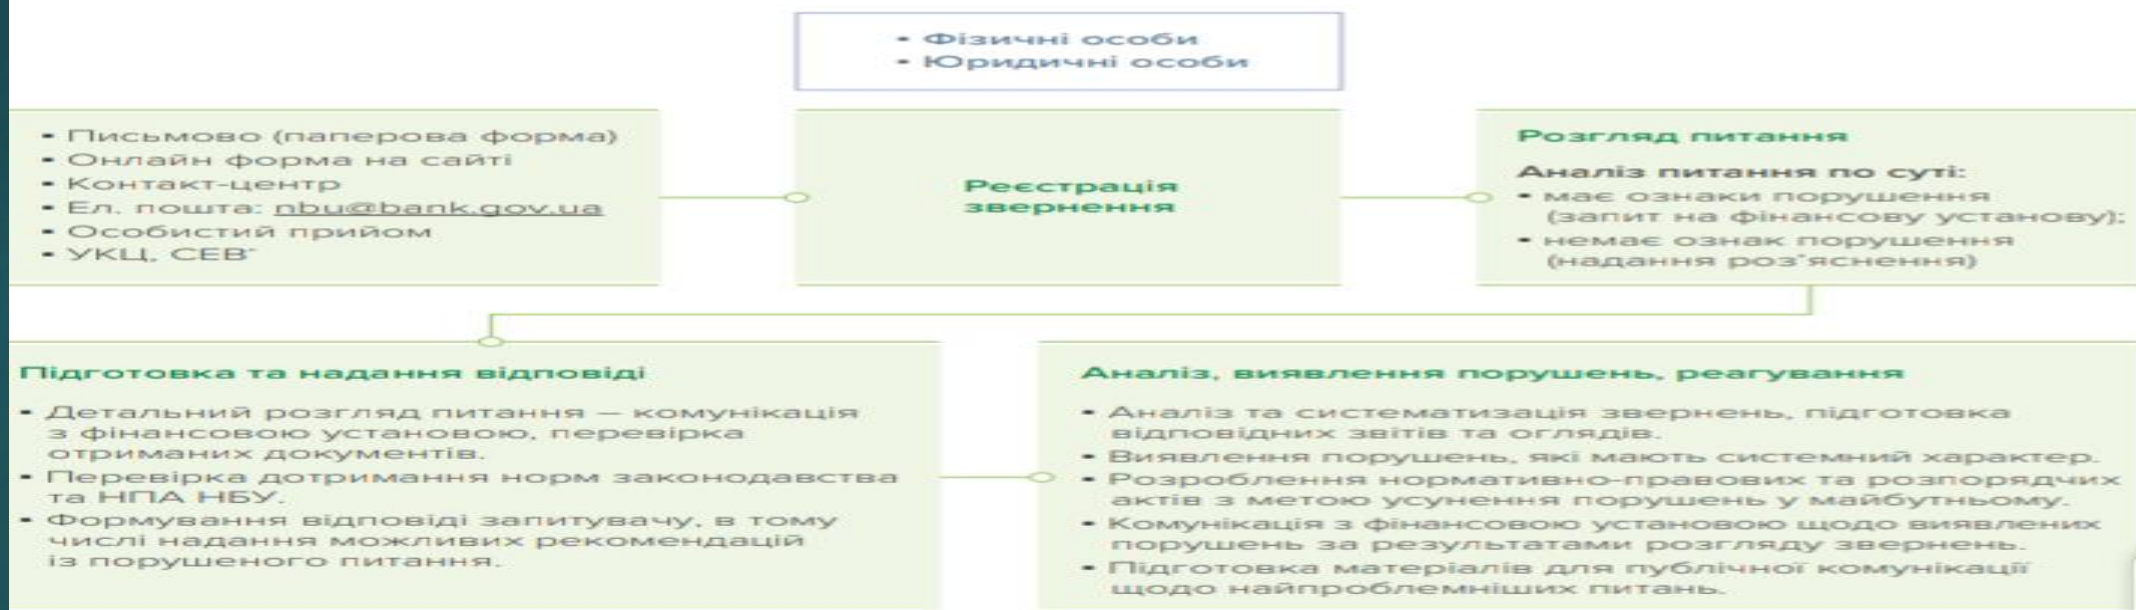 • Фізичні особи
• Юридичні особи
• Письмово (паперова форма)
• Онлайн форма на сайті
• Контакт-центр
• Ел. пошта: nbu@bank.gov.ua
• Особистий прийом
• УКЦ, СЕВ*
Реєстрація
звернення
Розгляд питання
Аналіз питання по суті:
• має ознаки порушення
(запит на фінансову установу);
• немає ознак порушення
(надання роз'яснення)
Підготовка та надання відповіді
• Детальний розгляд питання – комунікація
з фінансовою установою, перевірка
отриманих документів.
• Перевірка дотримання норм законодавства
та НПА НБУ.
• Формування відповіді запитувачу, в тому
числі надання можливих рекомендацій
із порушеного питання.
Аналіз, виявлення порушень, реагування
• Аналіз та систематизація звернень, підготовка
відповідних звітів та оглядів.
• Виявлення порушень, які мають системний характер.
• Розроблення нормативно-правових та розпорядчих
актів з метою усунення порушень у майбутньому.
• Комунікація з фінансовою установою щодо виявлених
порушень за результатами розгляду звернень.
• Підготовка матеріалів для публічної комунікації
щодо найпроблемніших питань.